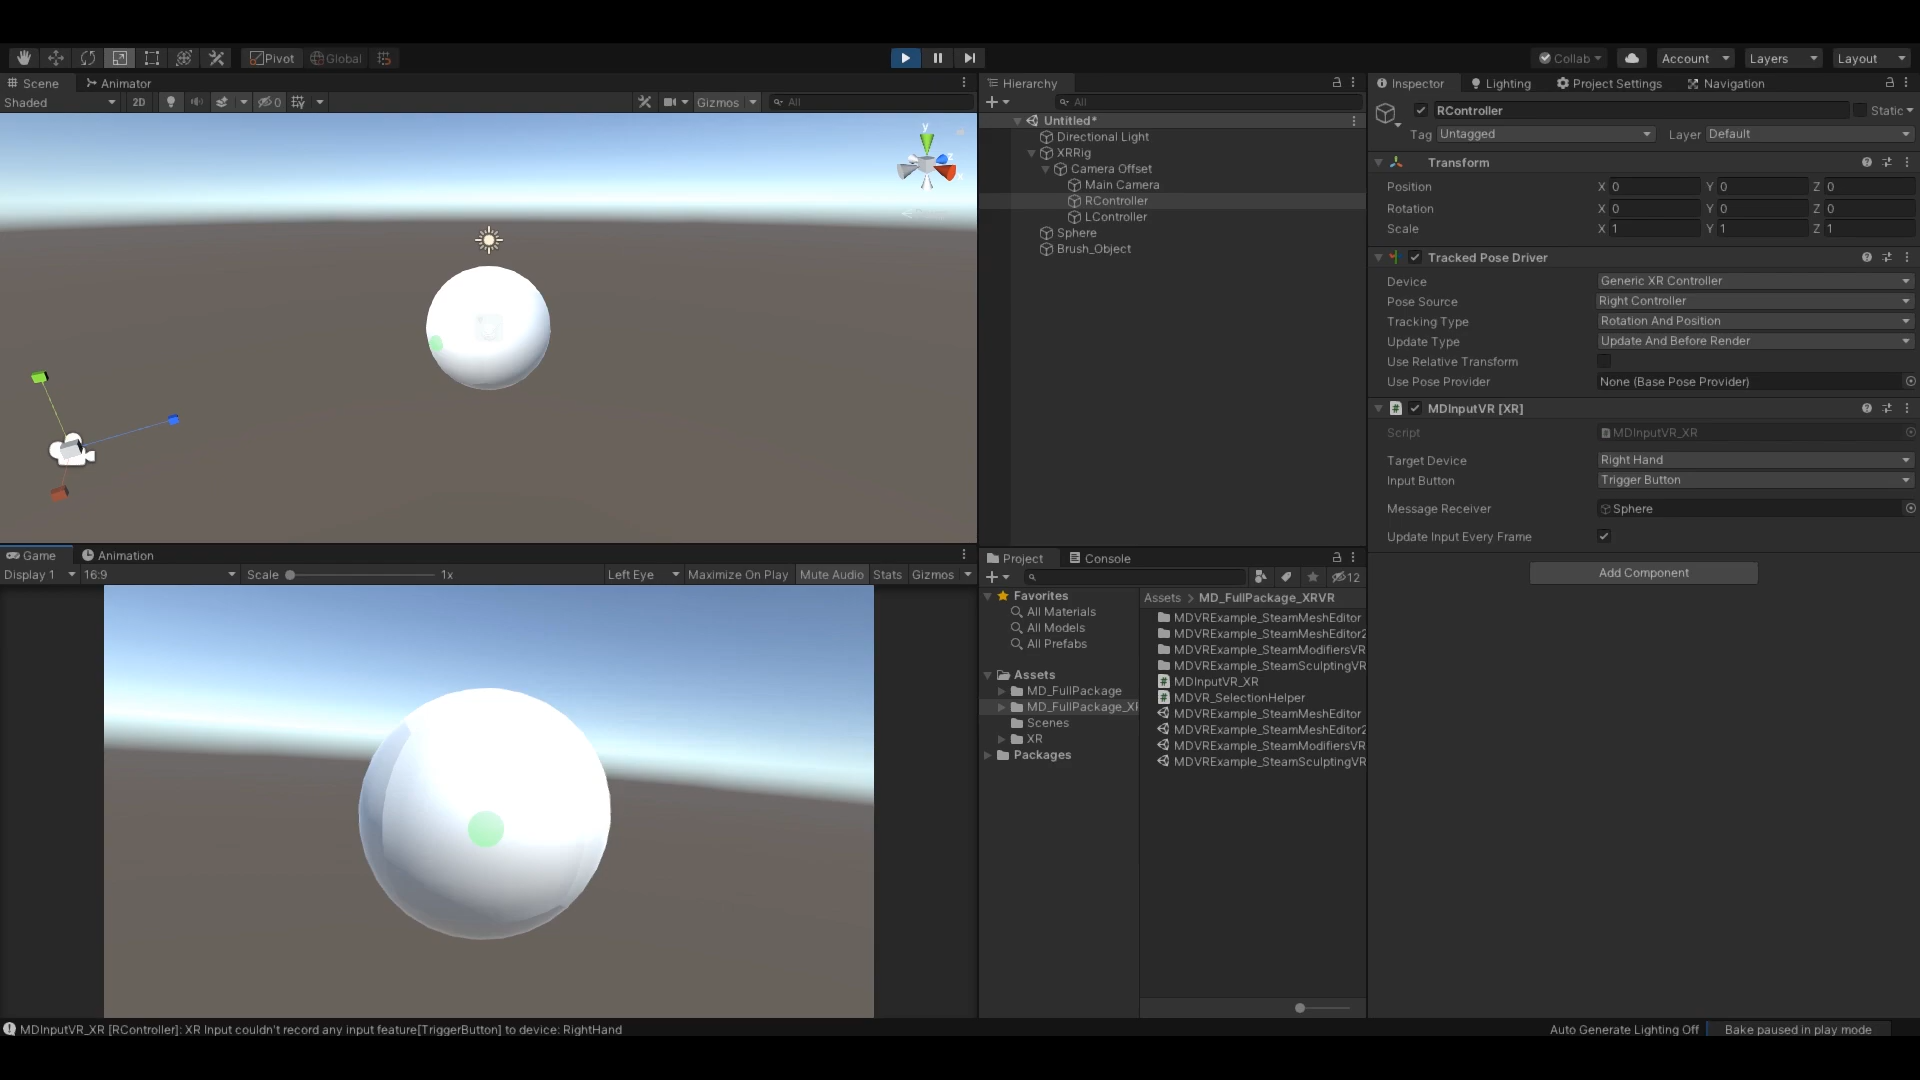 Pivot
Global
Collab
Account
Layers
Layout
Scene
Animator
Shaded
2D
0
Gizmos
All
y
Game
Animation
Display 1
16:9
Scale
1x
Left Eye
Maximize On Play
Mute Audio
Stats
Gizmos
Hierarchy
All
Untitled*
Directional Light
XRRig
Camera Offset
Main Camera
RController
LController
Sphere
Brush_Object
Project
Console
12
Favorites
All Materials
All Models
All Prefabs
Assets
MD_FullPackage
MD_FullPackage_XR
Scenes
XR
Packages
Assets > MD_FullPackage_XRVR
MDVRExample_SteamMeshEditor
MDVRExample_SteamMeshEditor2
MDVRExample_SteamModifiersVR
MDVRExample_SteamSculptingVR
MDInputVR_XR
MDVR_SelectionHelper
MDVRExample_SteamMeshEditor
MDVRExample_SteamMeshEditor2
MDVRExample_SteamModifiersVR
MDVRExample_SteamSculptingVR
Inspector
Lighting
Project Settings
Navigation
RController
Static
Tag Untagged
Layer Default
Transform
Position X 0 Y 0 Z 0
Rotation X 0 Y 0 Z 0
Scale X 1 Y 1 Z 1
Tracked Pose Driver
Device Generic XR Controller
Pose Source Right Controller
Tracking Type Rotation And Position
Update Type Update And Before Render
Use Relative Transform
Use Pose Provider None (Base Pose Provider)
# MDInputVR [XR]
Script MDInputVR_XR
Target Device Right Hand
Input Button Trigger Button
Message Receiver Sphere
Update Input Every Frame
Add Component
MDInputVR_XR [RController]: XR Input couldn't record any input feature[TriggerButton] to device: RightHand
Auto Generate Lighting Off
Bake paused in play mode